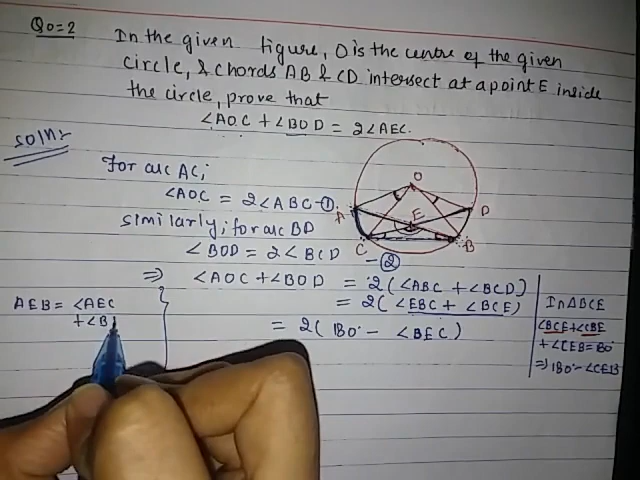 Qo=2
In the given figure, O is the centre of the given
circle, & chords AB & CD intersect at a point E inside
the circle, prove that
∠AOC + ∠BOD = 2∠AEC.
Soln:-
For arc AC;
∠AOC = 2∠ABC-①
similarly; for arc BD
∠BOD = 2∠BCD -②
⇒ ∠AOC + ∠BOD = 2(∠ABC + ∠BCD)
= 2(∠EBC + ∠BCE)
= 2(180°- ∠BEC)
AEB = ∠AEC
+∠B
In ΔBCE
∠BCE+∠CBE
+∠CEB=180°
⇒180°-∠CEB
O
A
E
D
C
B